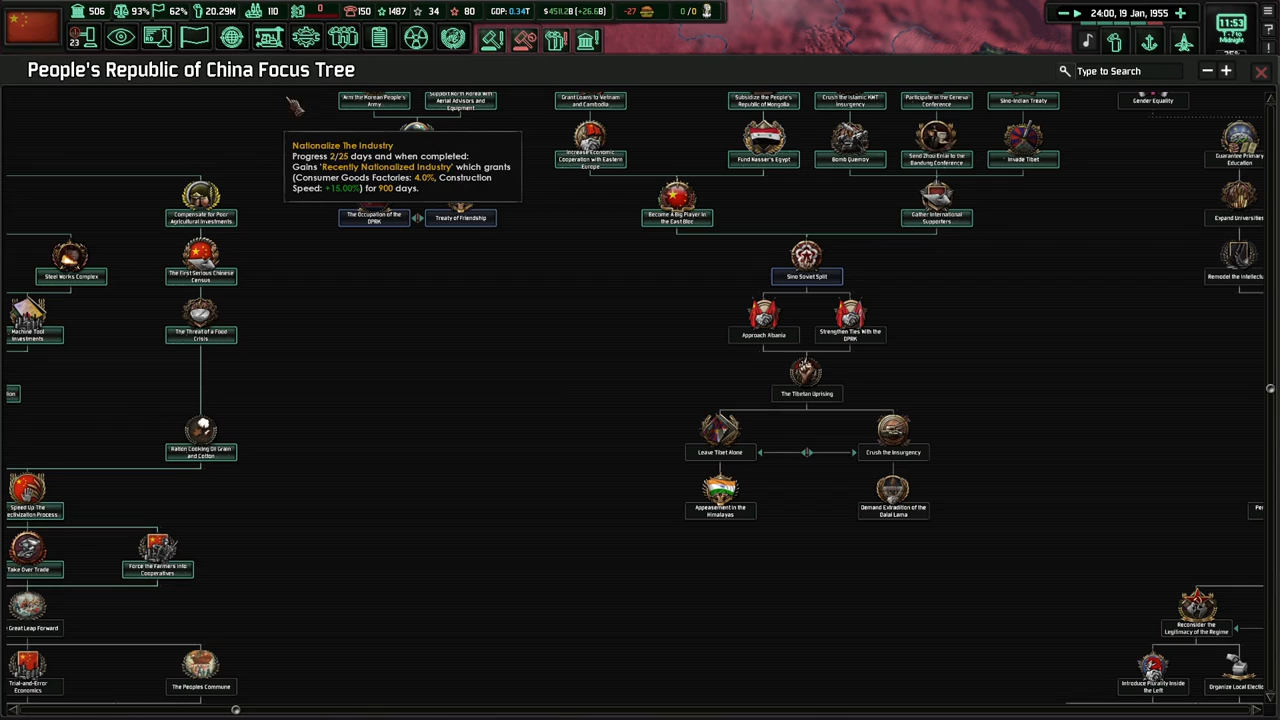 506 93% 62% 20.29M 110 0 150 1487 34 80 GDP: 0.34T $451.2B (+26.6B) -27 0/0 24:00, 19 Jan, 1955 11:53
T-7 to
Midnight
23
People's Republic of China Focus Tree
Type to Search
Arm the Korean People's
Army
Support North Korea With
Aerial Advisors and
Equipment
Grant Loans to Vietnam
and Cambodia
Subsidize the People's
Republic of Mongolia
Crush the Islamic KMT
Insurgency
Participate in the Geneva
Conference
Sino-Indian Treaty
Gender Equality
Nationalize The Industry
Progress 2/25 days and when completed:
Gains 'Recently Nationalized Industry' which grants
(Consumer Goods Factories: 4.0%, Construction
Speed: +15.00%) for 900 days.
Increase Economic
Cooperation with Eastern
Europe
Fund Nasser's Egypt
Bomb Quemoy
Send Zhou Enlai to the
Bandung Conference
Invade Tibet
Guarantee Primary
Education
Compensate for Poor
Agricultural Investments
The Occupation of the
DPRK
Treaty of Friendship
Become A Big Player in
the East Bloc
Gather International
Supporters
Expand Universities
Steel Works Complex
The First Serious Chinese
Census
Sino Soviet Split
Remodel the Intellectu
Machine Tool
Investments
The Threat of a Food
Crisis
Approach Albania
Strengthen Ties With the
DPRK
The Tibetan Uprising
Ration Cooking Oil Grain
and Cotton
Leave Tibet Alone
Crush the Insurgency
Speed Up The
ectivization Process
Appeasement in the
Himalayas
Demand Extradition of the
Dalai Lama
Take Over Trade
Force the Farmers into
Cooperatives
Great Leap Forward
Reconsider the
Legitimacy of the Regime
Trial-and-Error
Economics
The Peoples Commune
Introduce Plurality Inside
the Left
Organize Local Electio